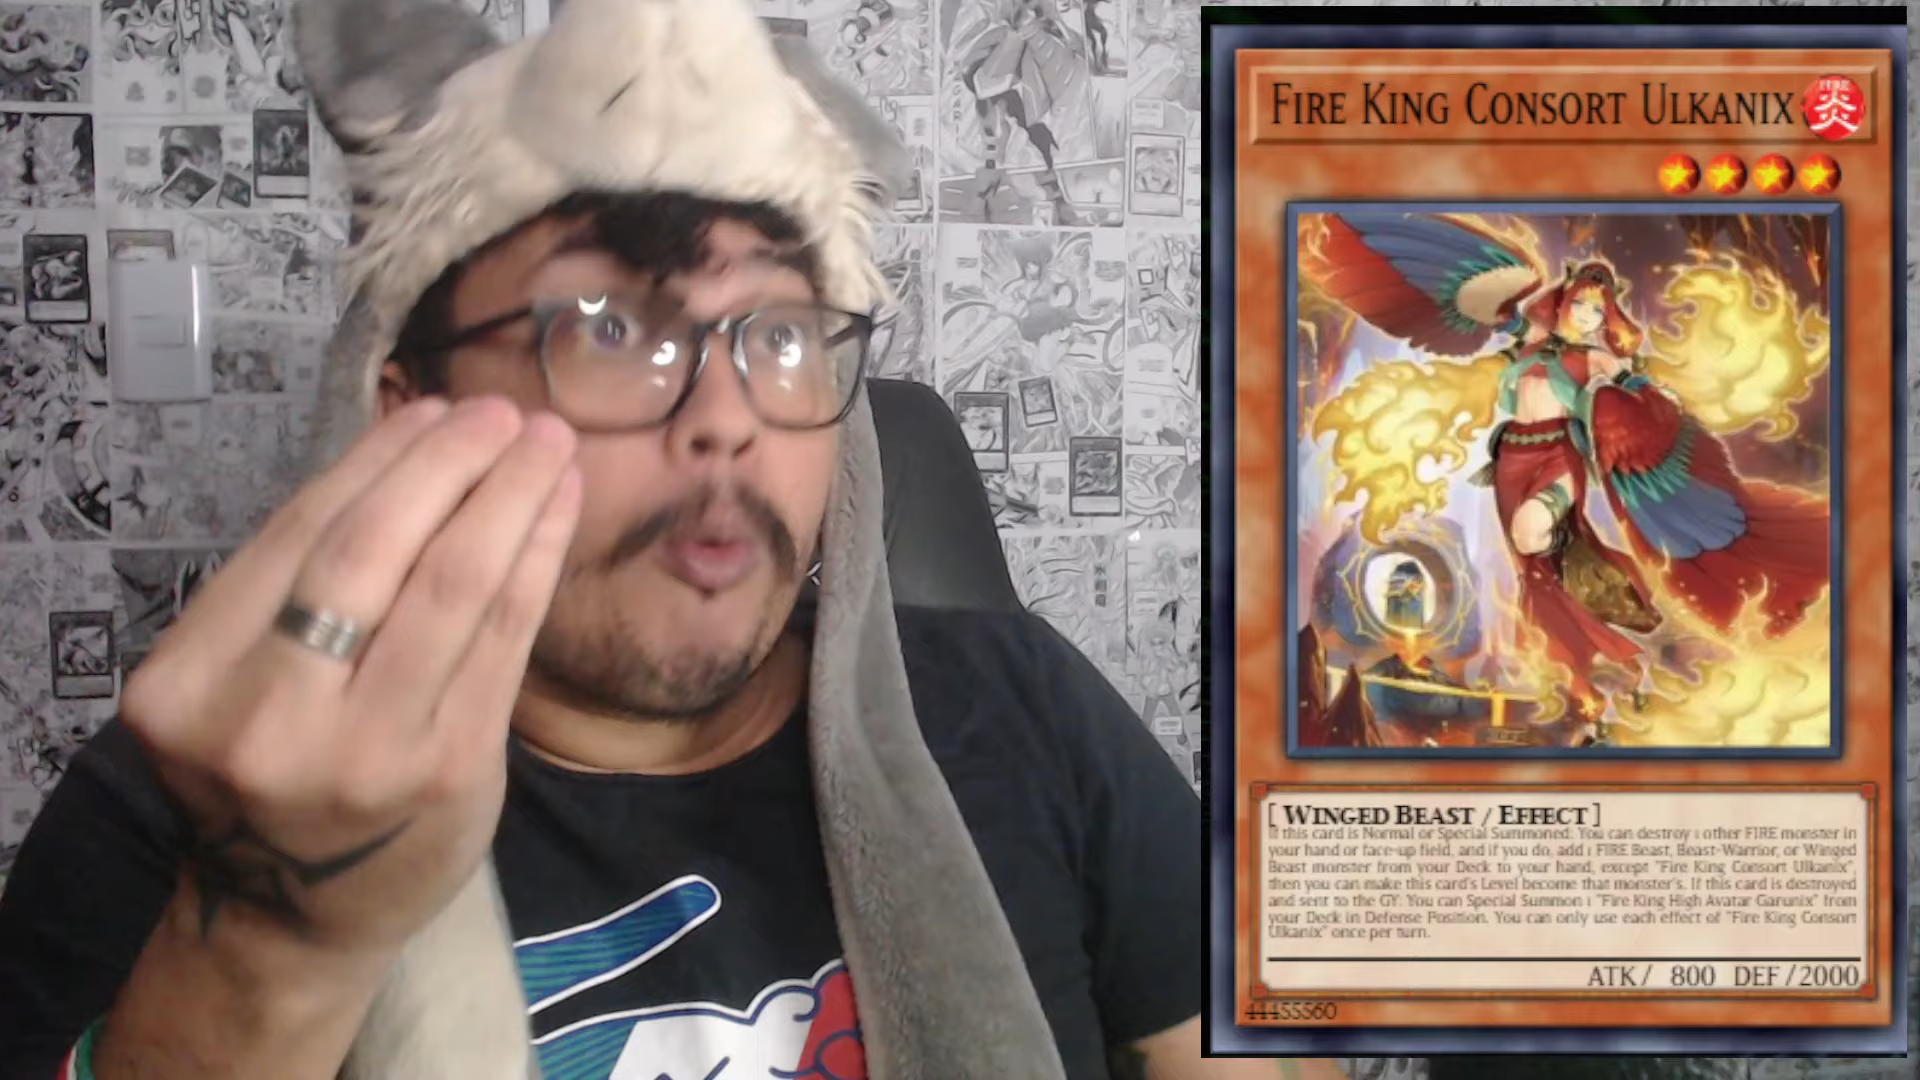 FIRE KING CONSORT ULKANIX
FIRE
炎
[ WINGED BEAST / EFFECT ]
If this card is Normal or Special Summoned: You can destroy 1 other FIRE monster in
your hand or face-up field, and if you do, add 1 FIRE Beast, Beast-Warrior, or Winged
Beast monster from your Deck to your hand, except "Fire King Consort Ulkanix",
then you can make this card's Level become that monster's. If this card is destroyed
and sent to the GY: You can Special Summon 1 "Fire King High Avatar Garunix" from
your Deck in Defense Position. You can only use each effect of "Fire King Consort
Ulkanix" once per turn.
ATK/ 800 DEF/2000
44455560